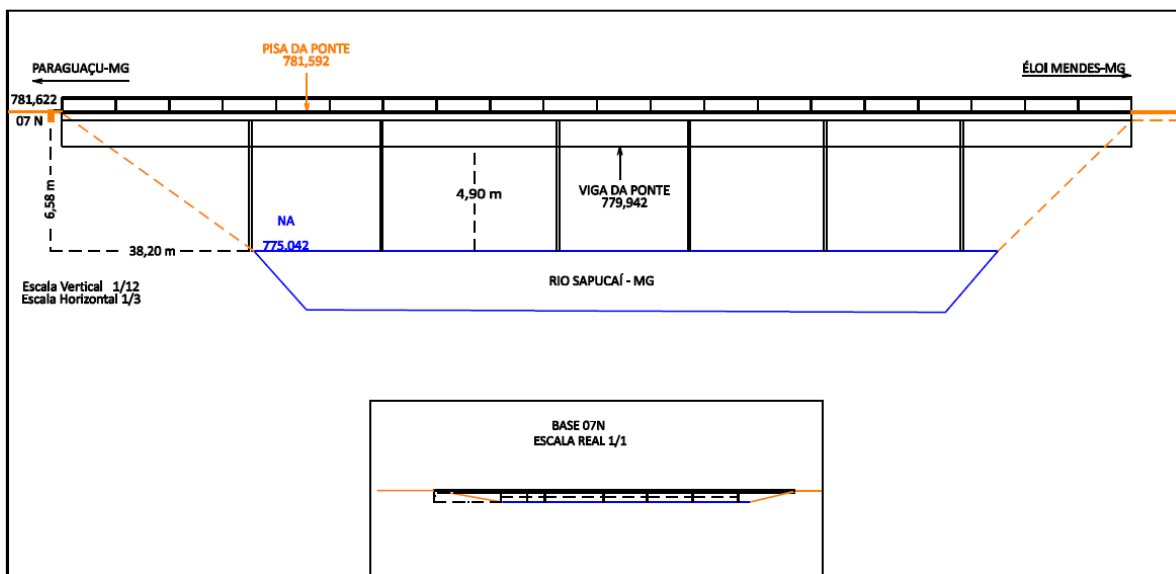 PISA DA PONTE
781,592
PARAGUAÇU-MG
ÉLOI MENDES-MG
781,622
07 N
6,58 m
4,90 m
VIGA DA PONTE
779,942
NA
775,042
38,20 m
RIO SAPUCAÍ - MG
Escala Vertical 1/12
Escala Horizontal 1/3
BASE 07N
ESCALA REAL 1/1